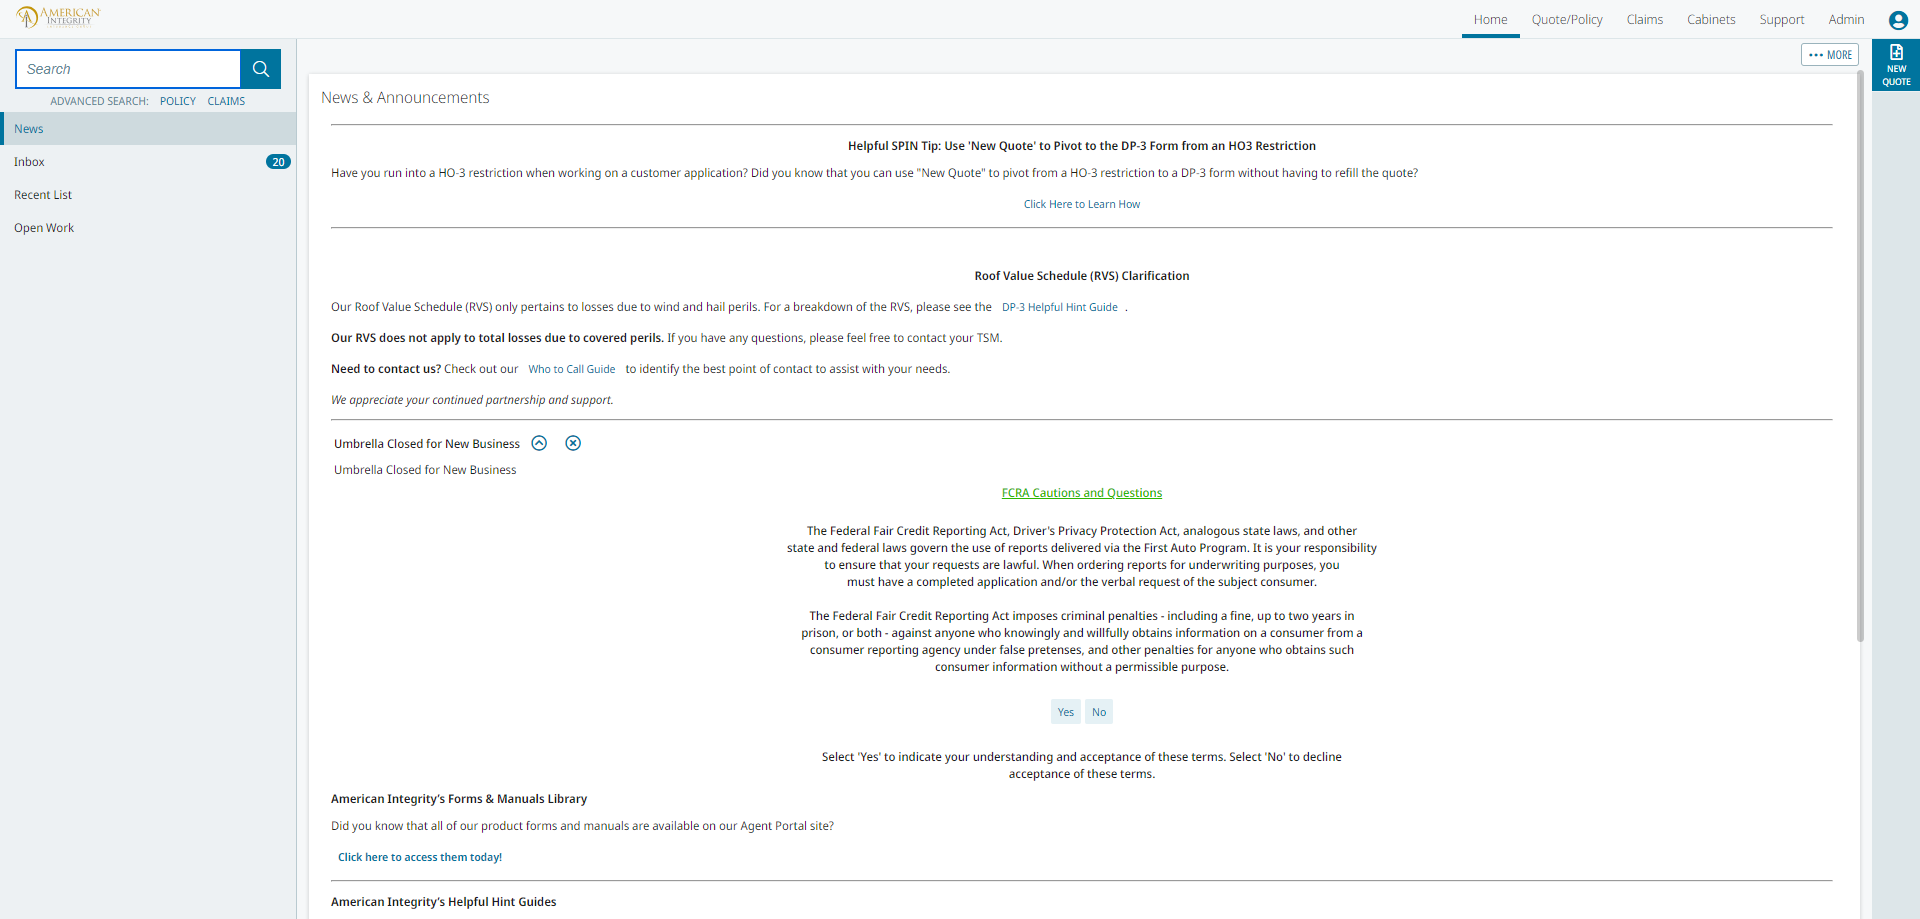 AMERICAN
INTEGRITY
Home
Quote/Policy
Claims
Cabinets
Support
Admin
Search
ADVANCED SEARCH: POLICY CLAIMS
News
Inbox 20
Recent List
Open Work
MORE
NEW
QUOTE
News & Announcements
Helpful SPIN Tip: Use 'New Quote' to Pivot to the DP-3 Form from an HO3 Restriction
Have you run into a HO-3 restriction when working on a customer application? Did you know that you can use "New Quote" to pivot from a HO-3 restriction to a DP-3 form without having to refill the quote?
Click Here to Learn How
Roof Value Schedule (RVS) Clarification
Our Roof Value Schedule (RVS) only pertains to losses due to wind and hail perils. For a breakdown of the RVS, please see the DP-3 Helpful Hint Guide .
Our RVS does not apply to total losses due to covered perils. If you have any questions, please feel free to contact your TSM.
Need to contact us? Check out our Who to Call Guide to identify the best point of contact to assist with your needs.
We appreciate your continued partnership and support.
Umbrella Closed for New Business
Umbrella Closed for New Business
FCRA Cautions and Questions
The Federal Fair Credit Reporting Act, Driver's Privacy Protection Act, analogous state laws, and other
state and federal laws govern the use of reports delivered via the First Auto Program. It is your responsibility
to ensure that your requests are lawful. When ordering reports for underwriting purposes, you
must have a completed application and/or the verbal request of the subject consumer.
The Federal Fair Credit Reporting Act imposes criminal penalties - including a fine, up to two years in
prison, or both - against anyone who knowingly and willfully obtains information on a consumer from a
consumer reporting agency under false pretenses, and other penalties for anyone who obtains such
consumer information without a permissible purpose.
Yes No
Select 'Yes' to indicate your understanding and acceptance of these terms. Select 'No' to decline
acceptance of these terms.
American Integrity's Forms & Manuals Library
Did you know that all of our product forms and manuals are available on our Agent Portal site?
Click here to access them today!
American Integrity's Helpful Hint Guides